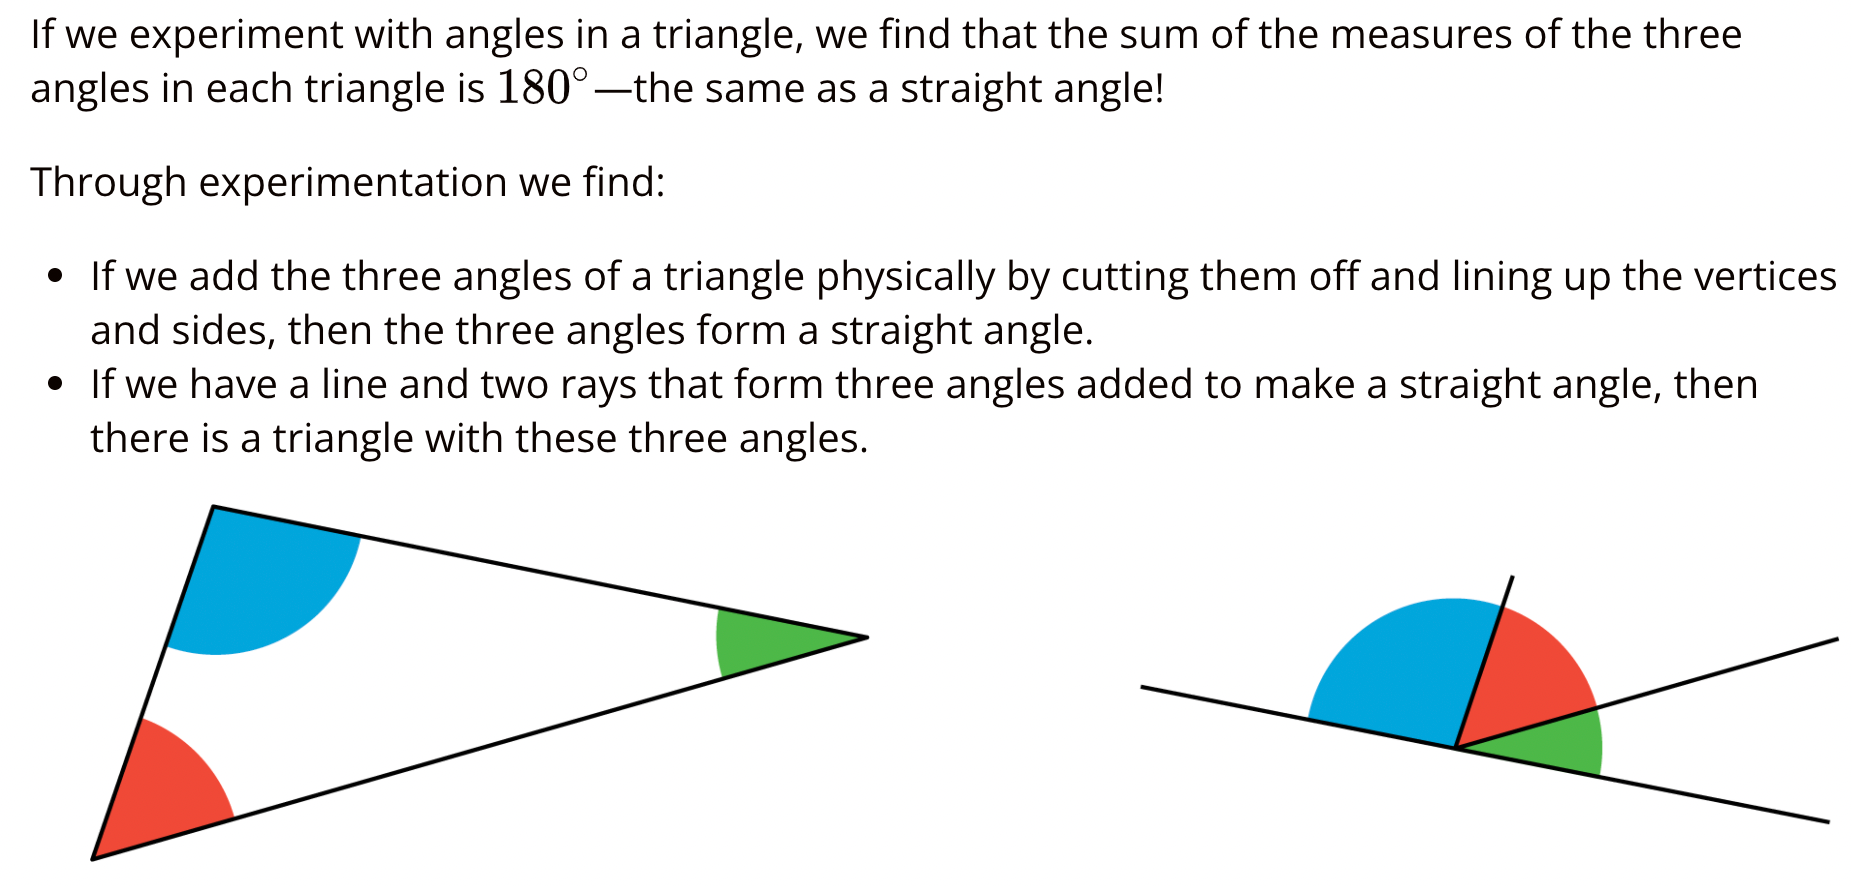 If we experiment with angles in a triangle, we find that the sum of the measures of the three
angles in each triangle is 180°—the same as a straight angle!
Through experimentation we find:
• If we add the three angles of a triangle physically by cutting them off and lining up the vertices
and sides, then the three angles form a straight angle.
• If we have a line and two rays that form three angles added to make a straight angle, then
there is a triangle with these three angles.